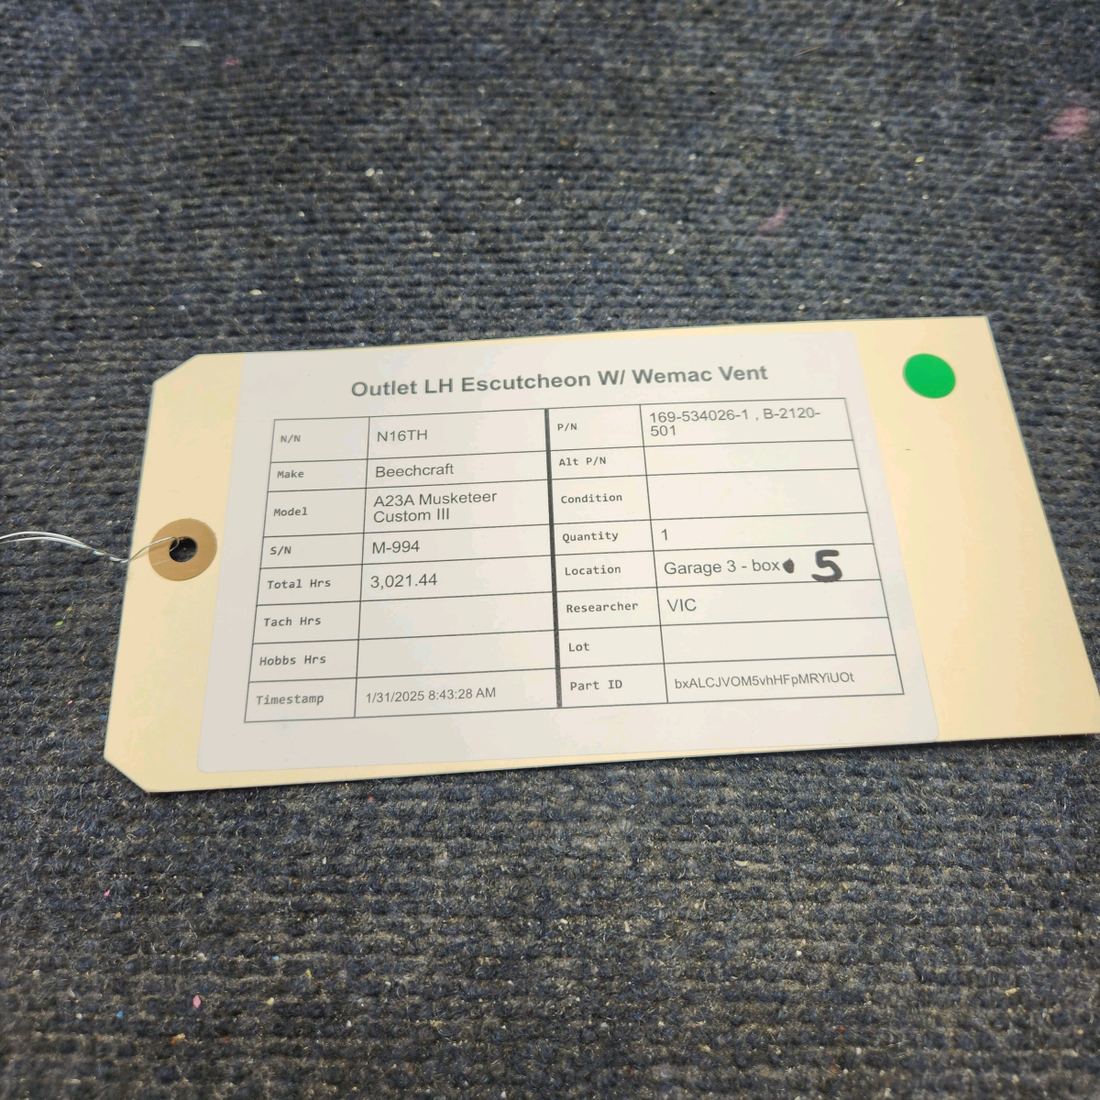 Outlet LH Escutcheon W/ Wemac Vent
N/N N16TH P/N 169-534026-1 , B-2120-
501
Make Beechcraft Alt P/N
Model A23A Musketeer
Custom III Condition
S/N M-994 Quantity 1
Total Hrs 3,021.44 Location Garage 3 - box 5
Tach Hrs Researcher VIC
Hobbs Hrs Lot
Timestamp 1/31/2025 8:43:28 AM Part ID bxALCJVOM5vhHFpMRYiUOt